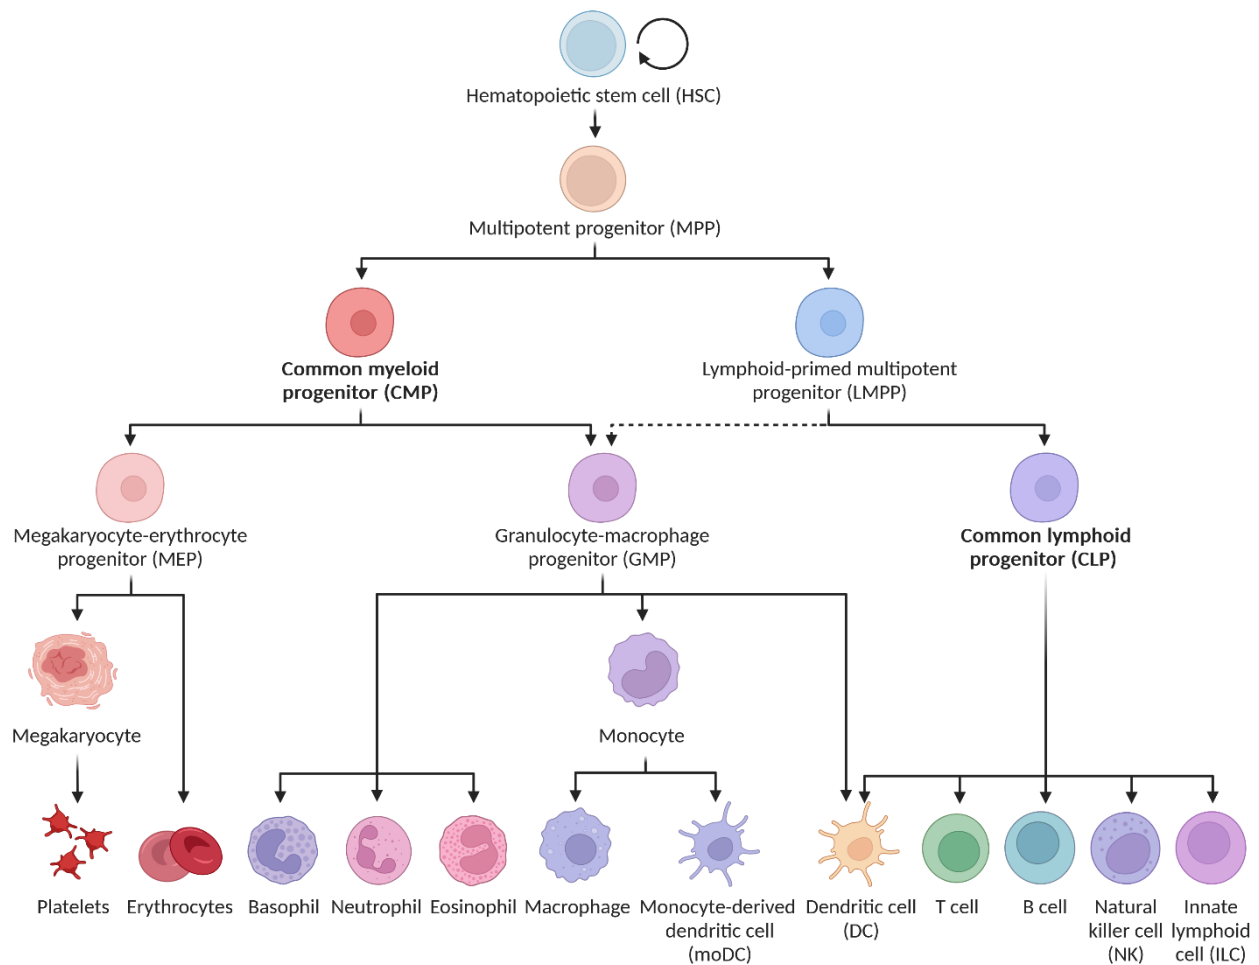 Hematopoietic stem cell (HSC)
Multipotent progenitor (MPP)
Common myeloid
progenitor (CMP)
Lymphoid-primed multipotent
progenitor (LMPP)
Megakaryocyte-erythrocyte
progenitor (MEP)
Granulocyte-macrophage
progenitor (GMP)
Common lymphoid
progenitor (CLP)
Megakaryocyte
Monocyte
Platelets
Erythrocytes
Basophil
Neutrophil
Eosinophil
Macrophage
Monocyte-derived
dendritic cell
(moDC)
Dendritic cell
(DC)
T cell
B cell
Natural
killer cell
(NK)
Innate
lymphoid
cell (ILC)